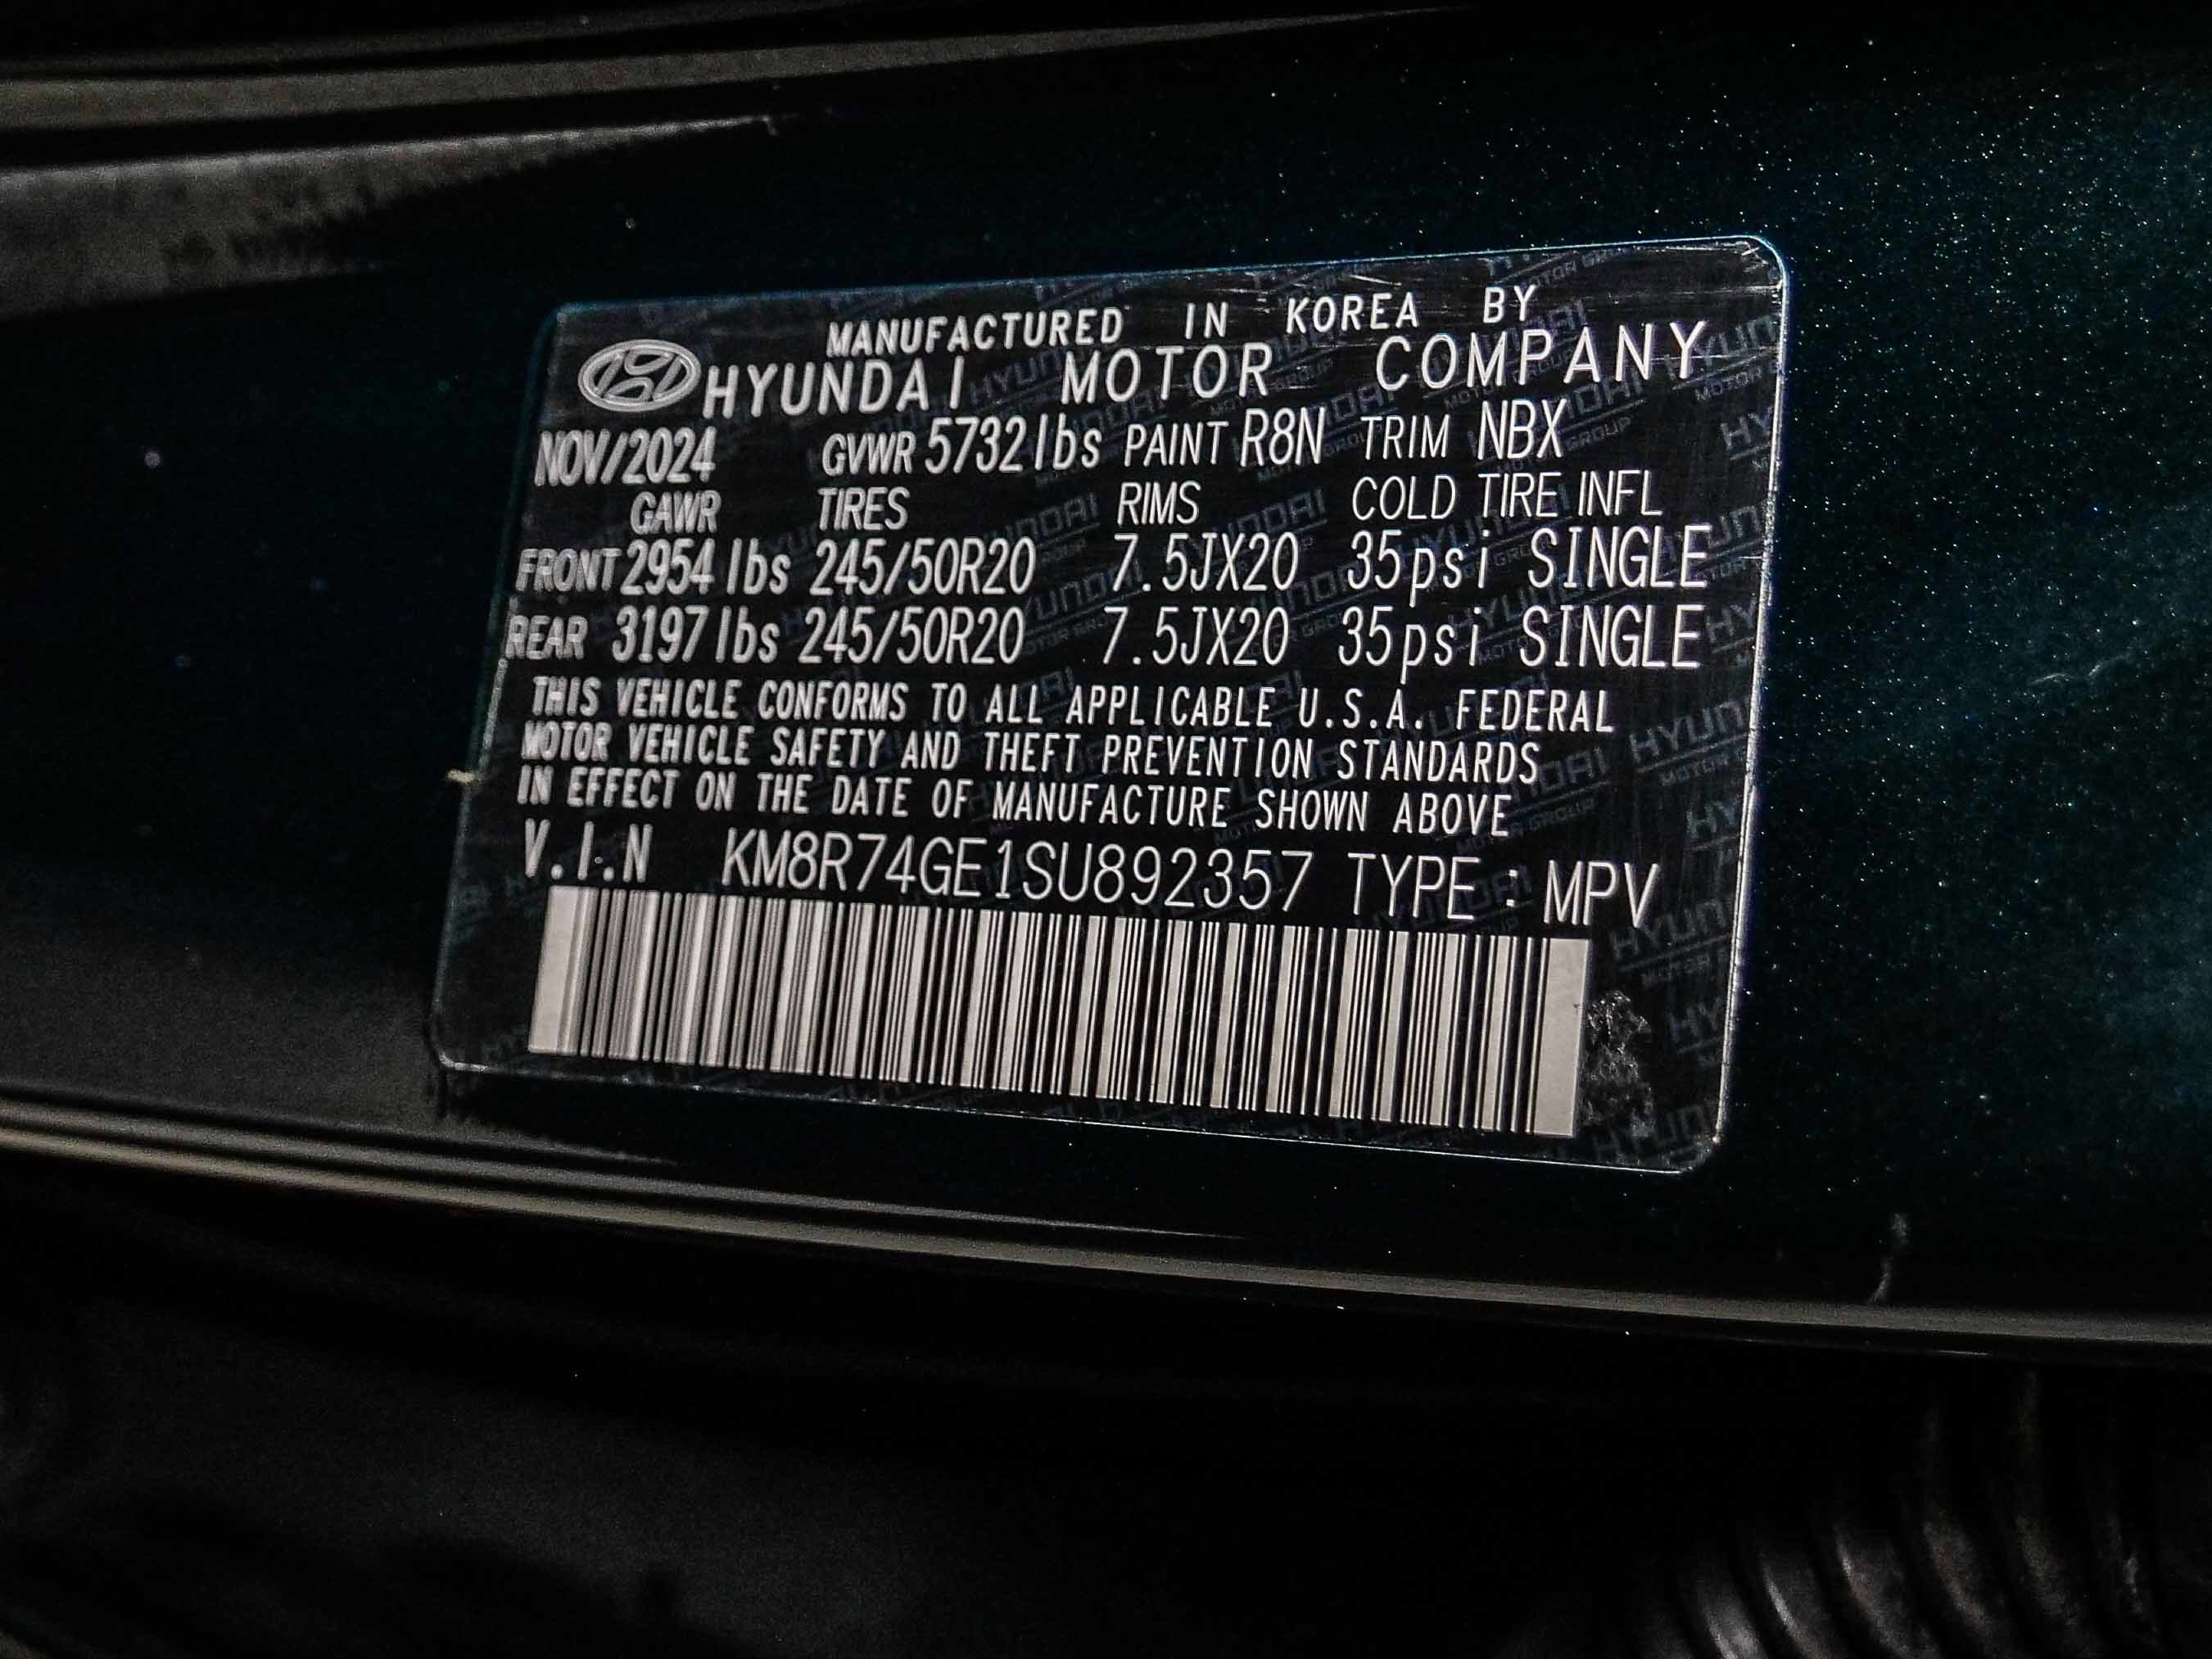 MANUFACTURED IN KOREA BY
HYUNDAI MOTOR COMPANY
NOV/2024 GVWR 5732lbs PAINT R8N TRIM NBX
GAWR TIRES RIMS COLD TIRE INFL
FRONT 2954lbs 245/50R20 7.5JX20 35psi SINGLE
REAR 3197lbs 245/50R20 7.5JX20 35psi SINGLE
THIS VEHICLE CONFORMS TO ALL APPLICABLE U.S.A. FEDERAL
MOTOR VEHICLE SAFETY AND THEFT PREVENTION STANDARDS
IN EFFECT ON THE DATE OF MANUFACTURE SHOWN ABOVE
V.I.N KM8R74GE1SU892357 TYPE : MPV